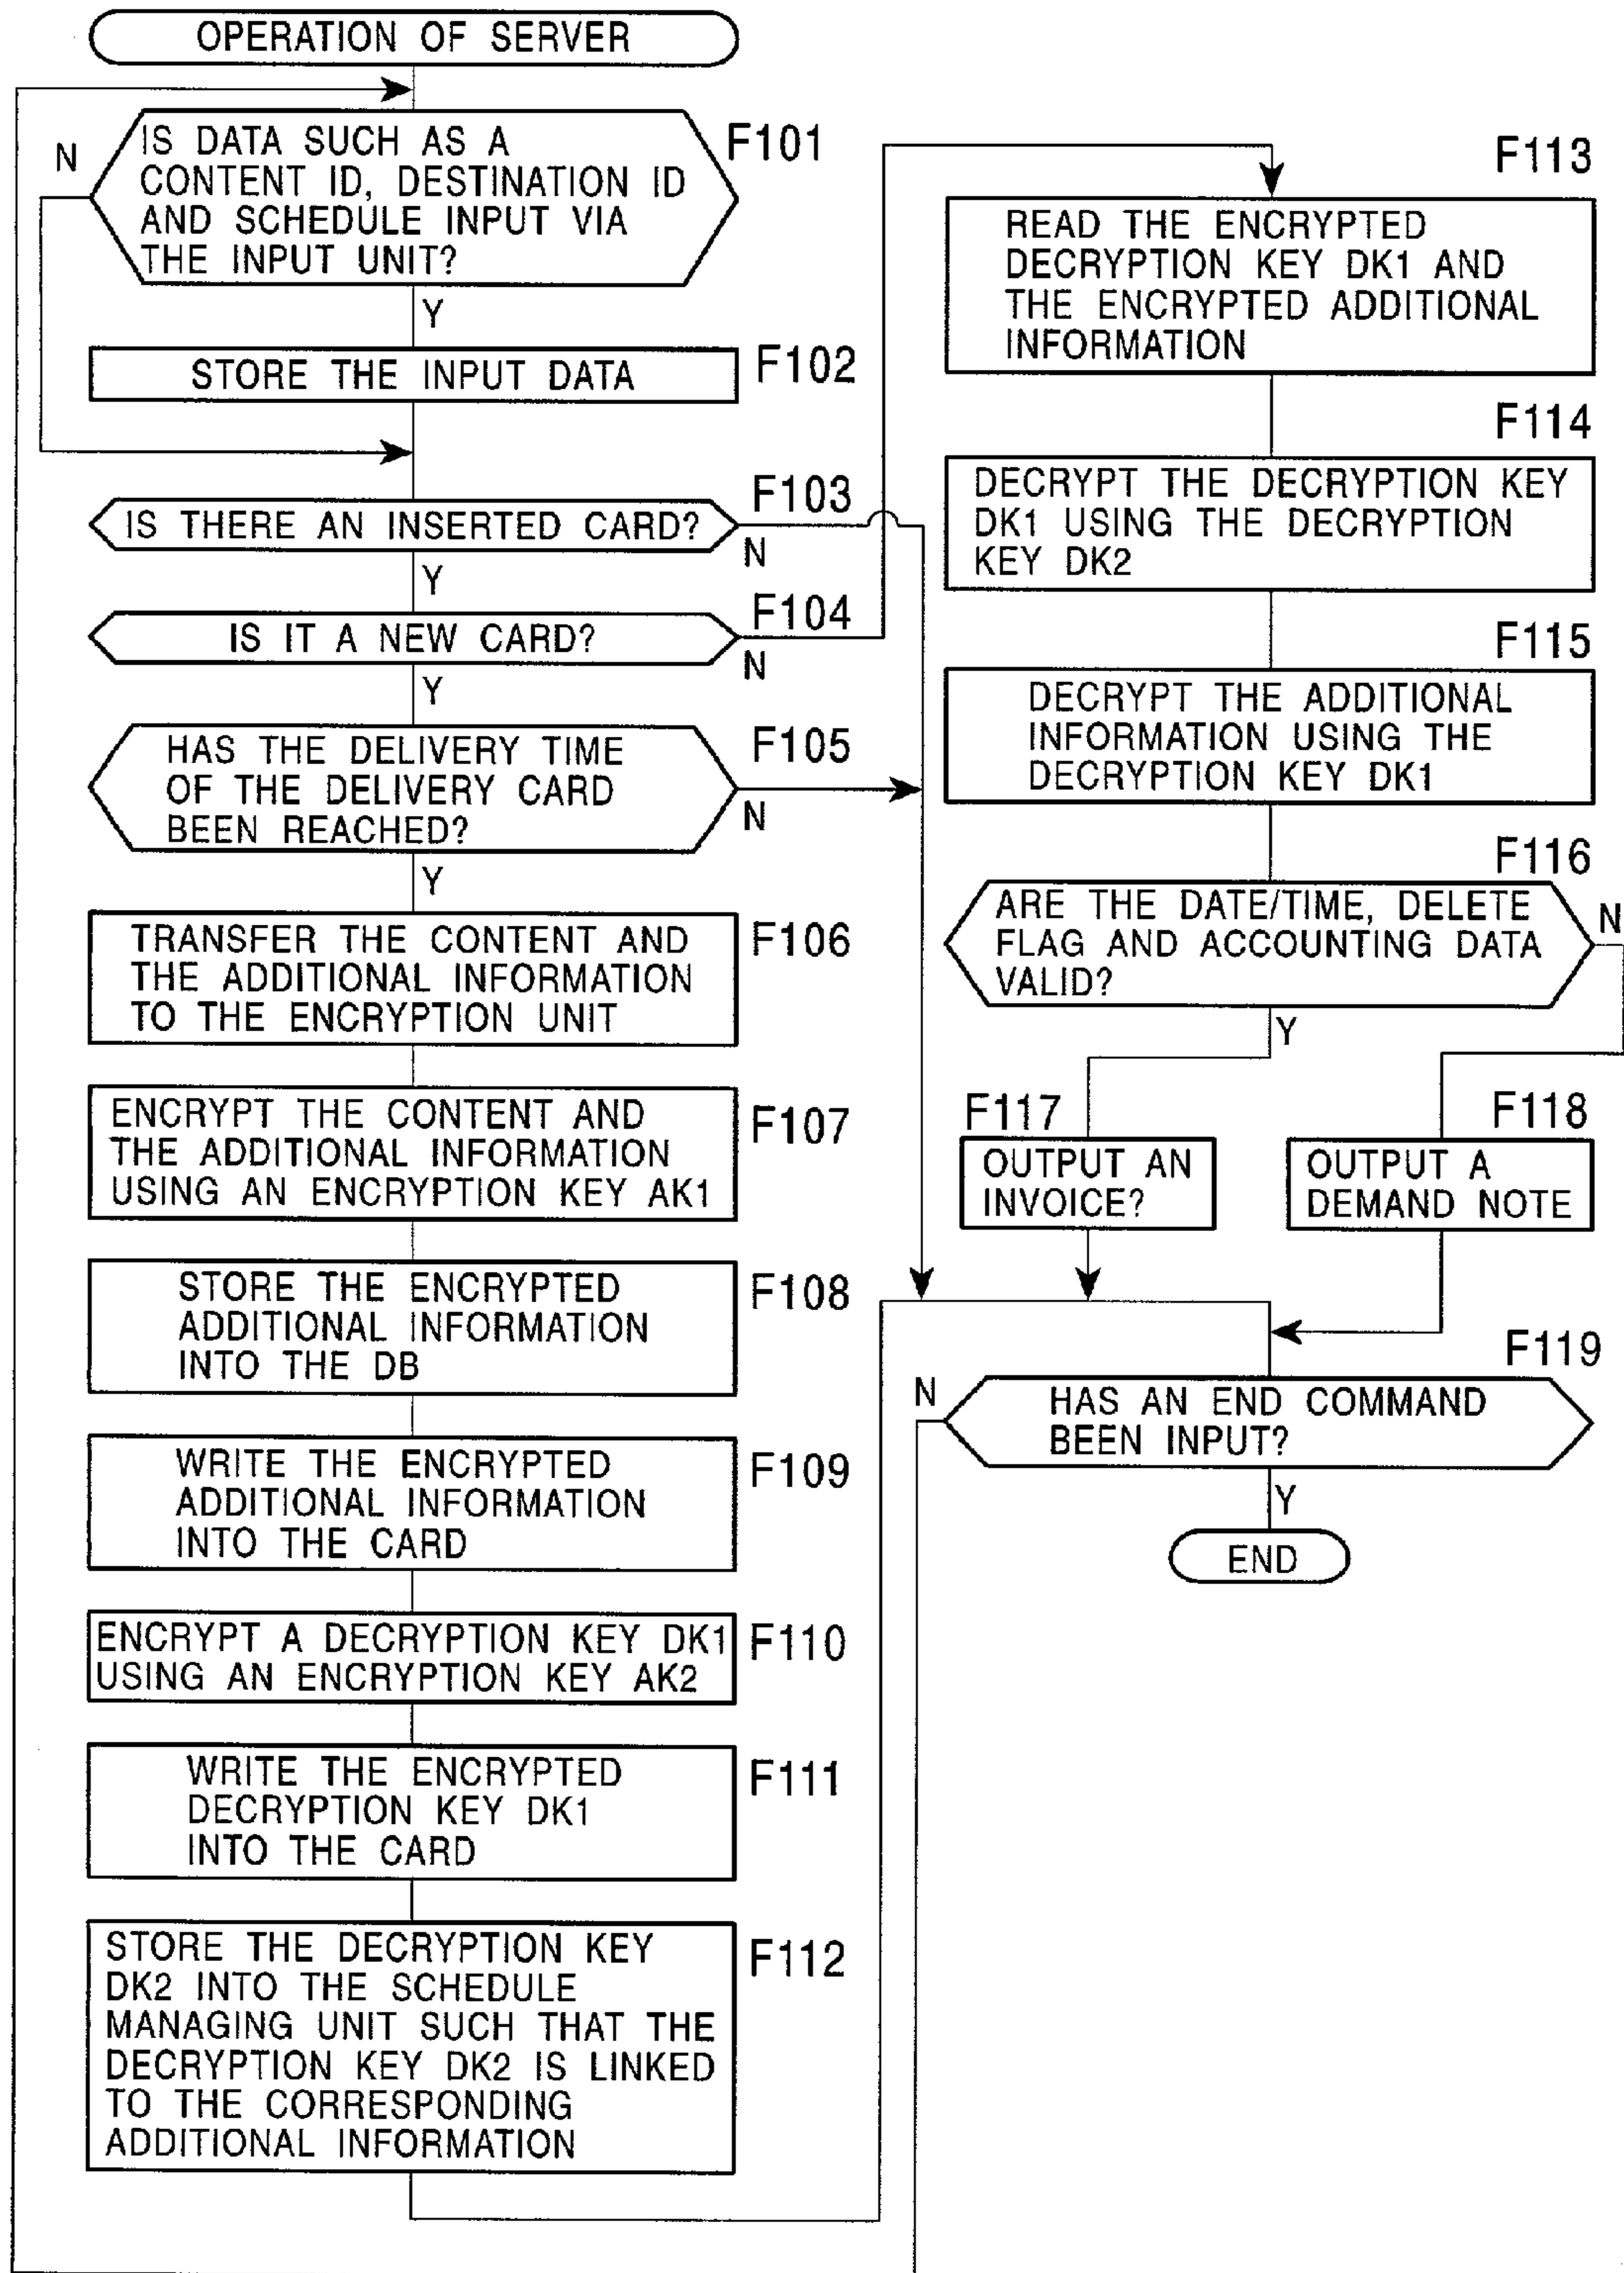 OPERATION OF SERVER
IS DATA SUCH AS A
CONTENT ID, DESTINATION ID
AND SCHEDULE INPUT VIA
THE INPUT UNIT?
F101
N
Y
STORE THE INPUT DATA
F102
IS THERE AN INSERTED CARD?
F103
N
Y
IS IT A NEW CARD?
F104
N
Y
HAS THE DELIVERY TIME
OF THE DELIVERY CARD
BEEN REACHED?
F105
N
Y
TRANSFER THE CONTENT AND
THE ADDITIONAL INFORMATION
TO THE ENCRYPTION UNIT
F106
ENCRYPT THE CONTENT AND
THE ADDITIONAL INFORMATION
USING AN ENCRYPTION KEY AK1
F107
STORE THE ENCRYPTED
ADDITIONAL INFORMATION
INTO THE DB
F108
WRITE THE ENCRYPTED
ADDITIONAL INFORMATION
INTO THE CARD
F109
ENCRYPT A DECRYPTION KEY DK1
USING AN ENCRYPTION KEY AK2
F110
WRITE THE ENCRYPTED
DECRYPTION KEY DK1
INTO THE CARD
F111
STORE THE DECRYPTION KEY
DK2 INTO THE SCHEDULE
MANAGING UNIT SUCH THAT THE
DECRYPTION KEY DK2 IS LINKED
TO THE CORRESPONDING
ADDITIONAL INFORMATION
F112
F113
READ THE ENCRYPTED
DECRYPTION KEY DK1 AND
THE ENCRYPTED ADDITIONAL
INFORMATION
F114
DECRYPT THE DECRYPTION KEY
DK1 USING THE DECRYPTION
KEY DK2
F115
DECRYPT THE ADDITIONAL
INFORMATION USING THE
DECRYPTION KEY DK1
F116
ARE THE DATE/TIME, DELETE
FLAG AND ACCOUNTING DATA
VALID?
N
Y
F117
OUTPUT AN
INVOICE?
F118
OUTPUT A
DEMAND NOTE
F119
HAS AN END COMMAND
BEEN INPUT?
N
Y
END